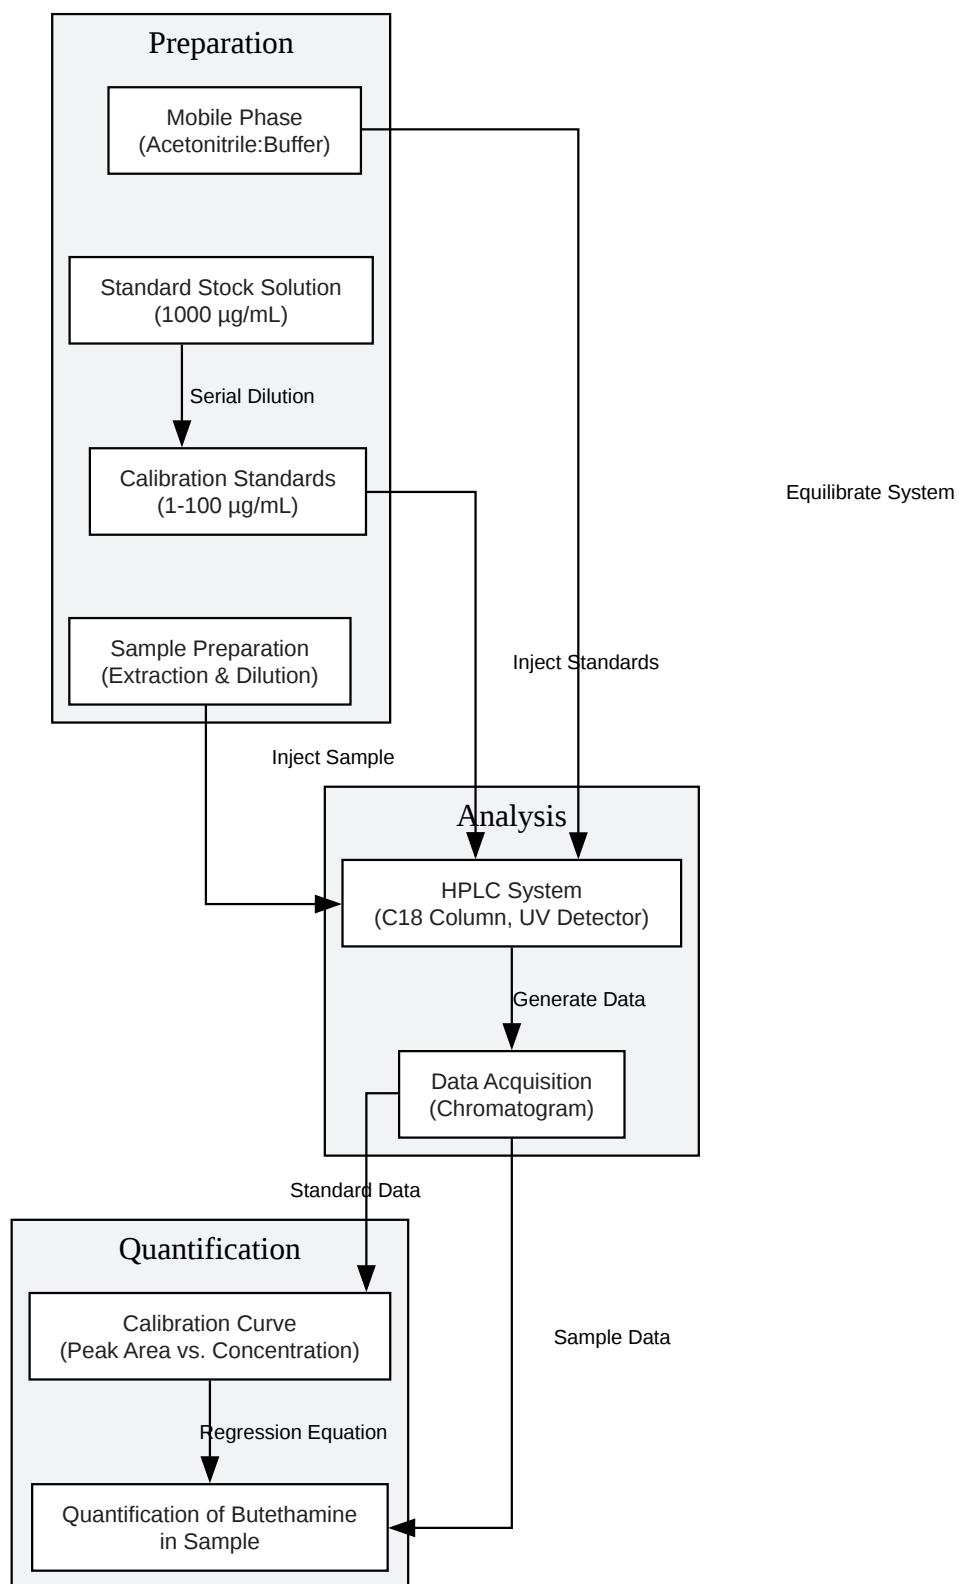 Preparation
Mobile Phase
(Acetonitrile:Buffer)
Standard Stock Solution
(1000 µg/mL)
Serial Dilution
Calibration Standards
(1-100 µg/mL)
Equilibrate System
Sample Preparation
(Extraction & Dilution)
Inject Standards
Inject Sample
Analysis
HPLC System
(C18 Column, UV Detector)
Generate Data
Data Acquisition
(Chromatogram)
Standard Data
Quantification
Calibration Curve
(Peak Area vs. Concentration)
Sample Data
Regression Equation
Quantification of Butethamine
in Sample